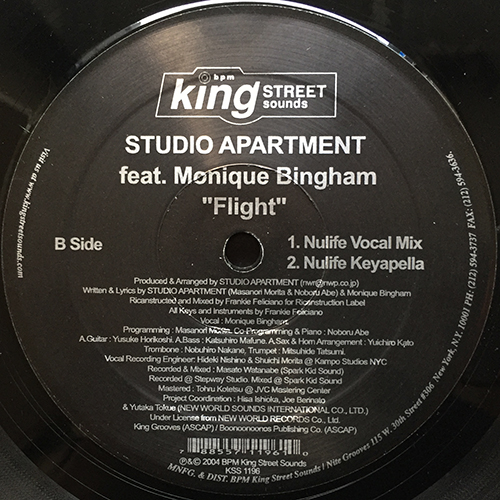 bpm
king STREET sounds
STUDIO APARTMENT
feat. Monique Bingham
"Flight"
B Side
1. Nulife Vocal Mix
2. Nulife Keyapella
Produced & Arranged by STUDIO APARTMENT (nwr@nwp.co.jp)
Written & Lyrics by STUDIO APARTMENT (Masanori Morita & Noboru Abe) & Monique Bingham
Ricanstructed and Mixed by Frankie Feliciano for Ricanstruction Label
All Keys and Instruments by Frankie Feliciano
Vocal : Monique Bingham
Programming : Masanori Morita, Co Programming & Piano : Noboru Abe
A.Guitar : Yusuke Horikoshi, A.Bass : Katsuhiro Mafune, A.Sax & Horn Arrangement : Yuichiro Kato
Trombone : Nobuhiro Nakane, Trumpet : Mitsuhide Tatsumi,
Vocal Recording Engineer: Hideki Nishino & Shoichi Murano @ Kampo Studios NYC
Recorded & Mixed : Masato Watanabe (Spark Kid Sound)
Recorded @ Stepway Studio, Mixed @ Spark Kid Sound
Mastered : Tohru Kotetsu @ JVC Mastering Center
Project Coordination : Hisa Ishioka, Joe Berinato
& Yutaka Tokue (NEW WORLD SOUNDS INTERNATIONAL CO., LTD.)
Under License from NEW WORLD RECORDS CO., Ltd.
King Grooves (ASCAP) / Boonoonoonos Publishing Co. (ASCAP)
7 88557 11961 0
℗&© 2004 BPM King Street Sounds
KSS 1196
Visit us at www.kingstreetsounds.com.
MNFG. & DIST. BPM King Street Sounds / Nite Grooves 115 W. 30th Street #306 New York, N.Y. 10001 PH: (212) 594-3737 FAX: (212) 594-3636.